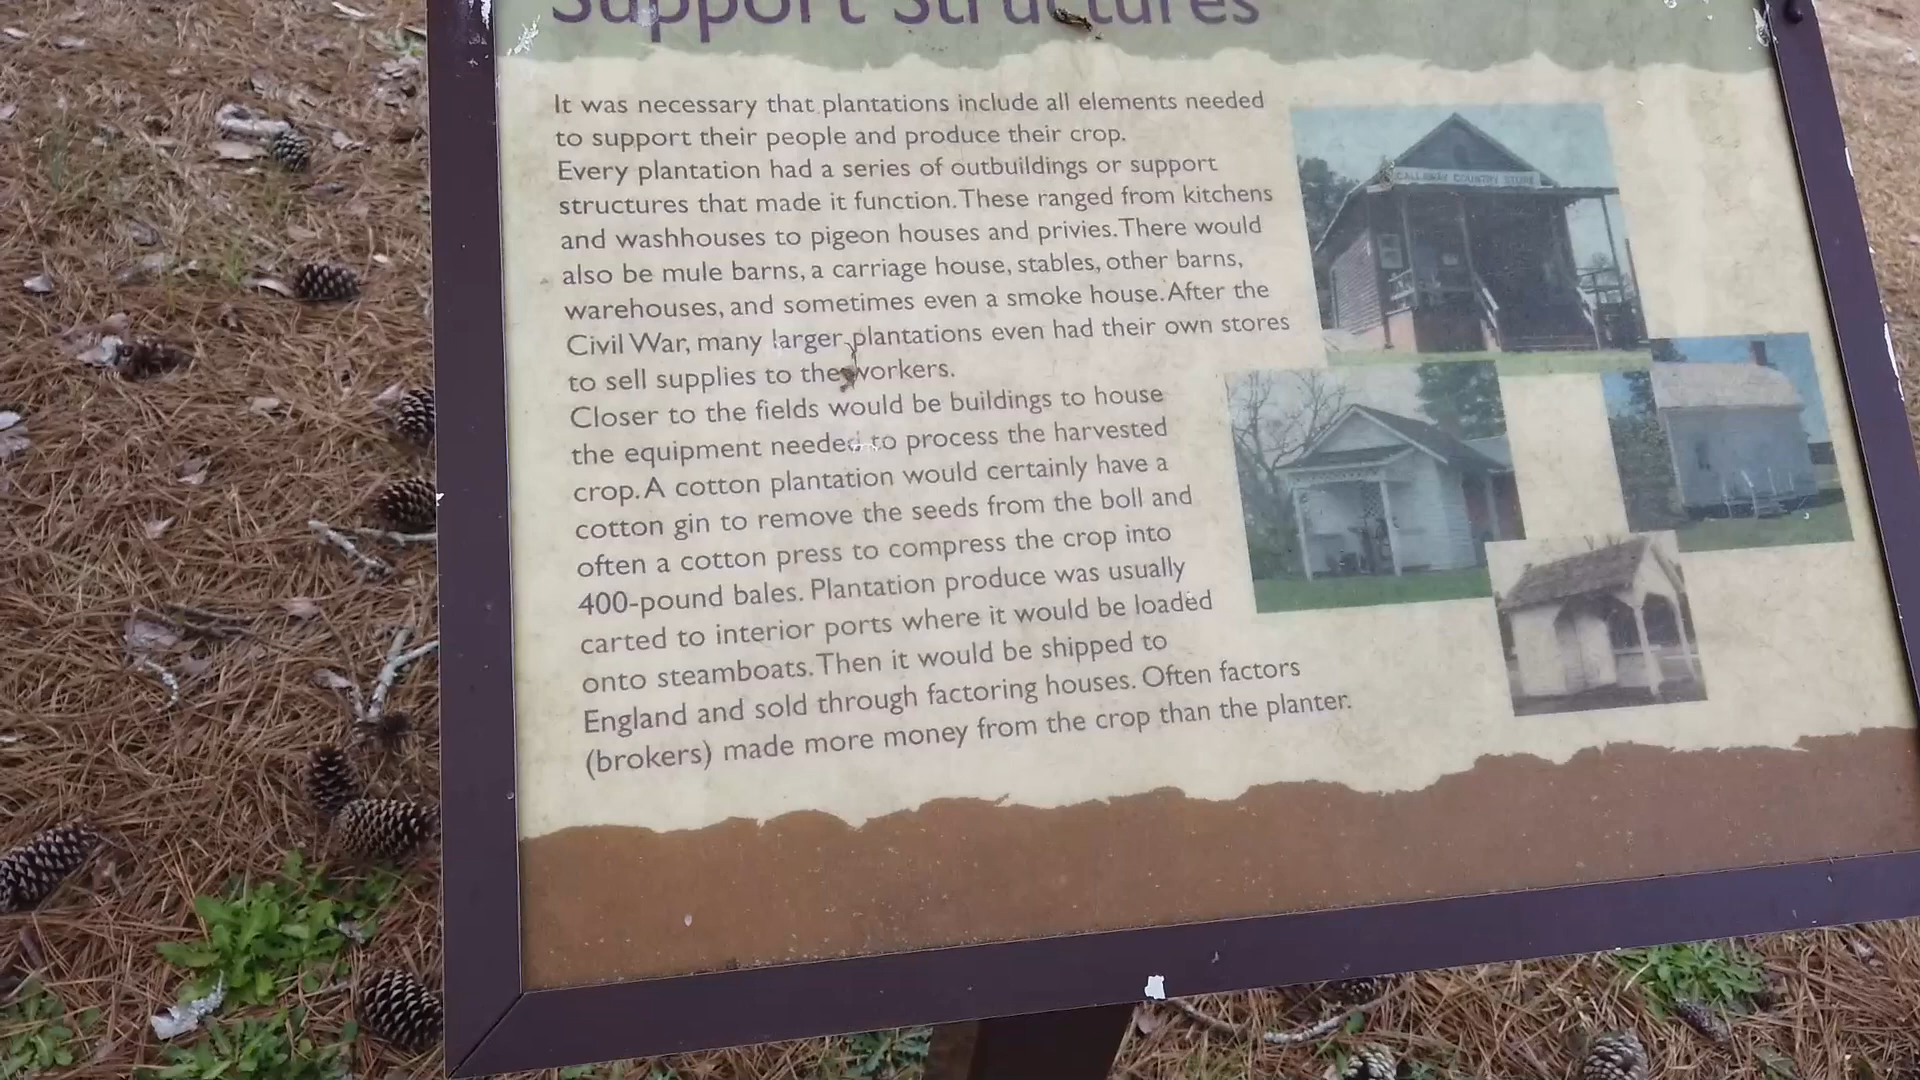 Support Structures
It was necessary that plantations include all elements needed
to support their people and produce their crop.
Every plantation had a series of outbuildings or support
structures that made it function. These ranged from kitchens
and washhouses to pigeon houses and privies. There would
also be mule barns, a carriage house, stables, other barns,
warehouses, and sometimes even a smoke house. After the
Civil War, many larger plantations even had their own stores
to sell supplies to the workers.
Closer to the fields would be buildings to house
the equipment needed to process the harvested
crop. A cotton plantation would certainly have a
cotton gin to remove the seeds from the boll and
often a cotton press to compress the crop into
400-pound bales. Plantation produce was usually
carted to interior ports where it would be loaded
onto steamboats. Then it would be shipped to
England and sold through factoring houses. Often factors
(brokers) made more money from the crop than the planter.
CALLAWAY COUNTRY STORE